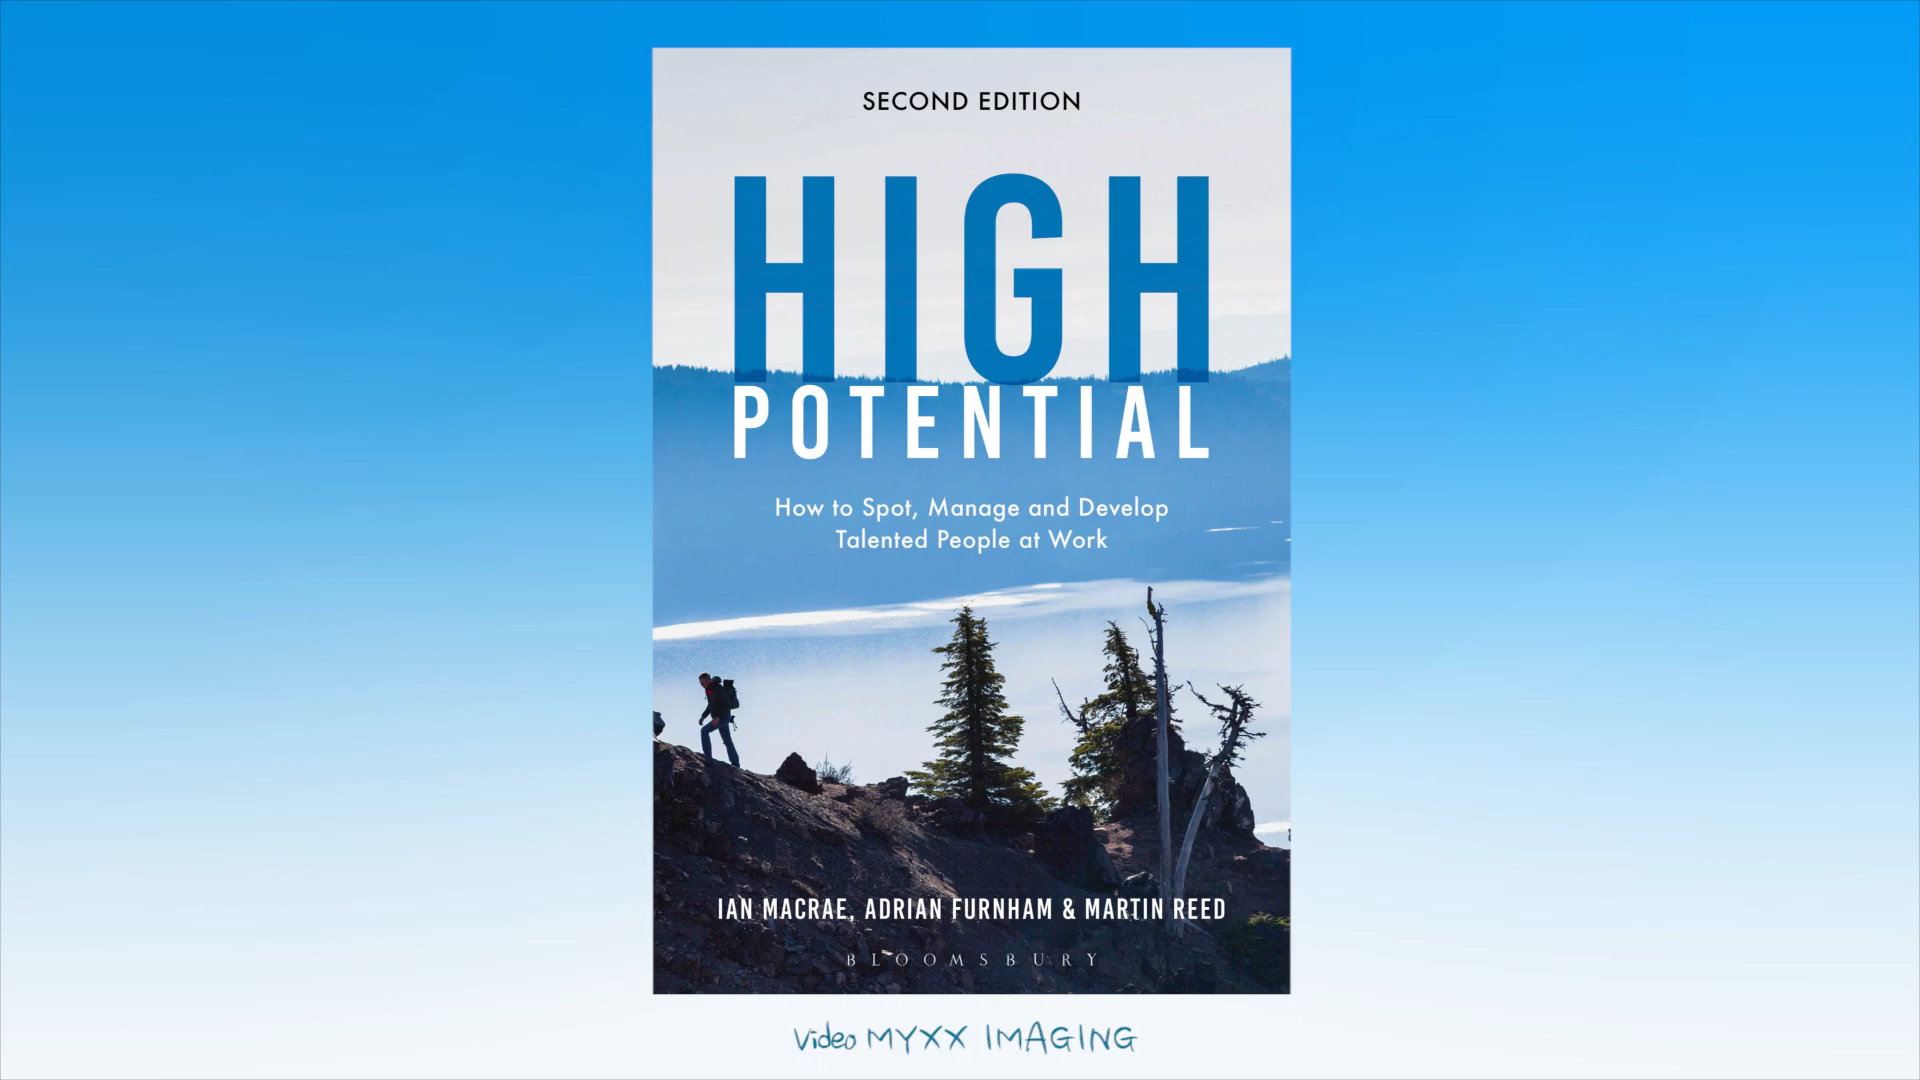 SECOND EDITION
HIGH
POTENTIAL
How to Spot, Manage and Develop
Talented People at Work
IAN MACRAE, ADRIAN FURNHAM & MARTIN REED
BLOOMSBURY
Video MYXX IMAGING